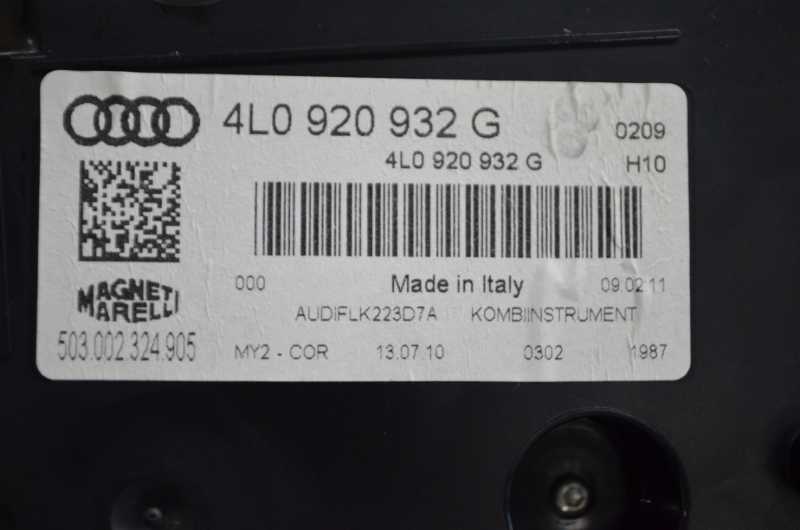 4L0 920 932 G 0209
4L0 920 932 G H10
000 Made in Italy 09.02.11
MAGNETI
MARELLI
AUDIFLK223D7A KOMBIINSTRUMENT
503.002.324.905 MY2 - COR 13.07.10 0302 1987